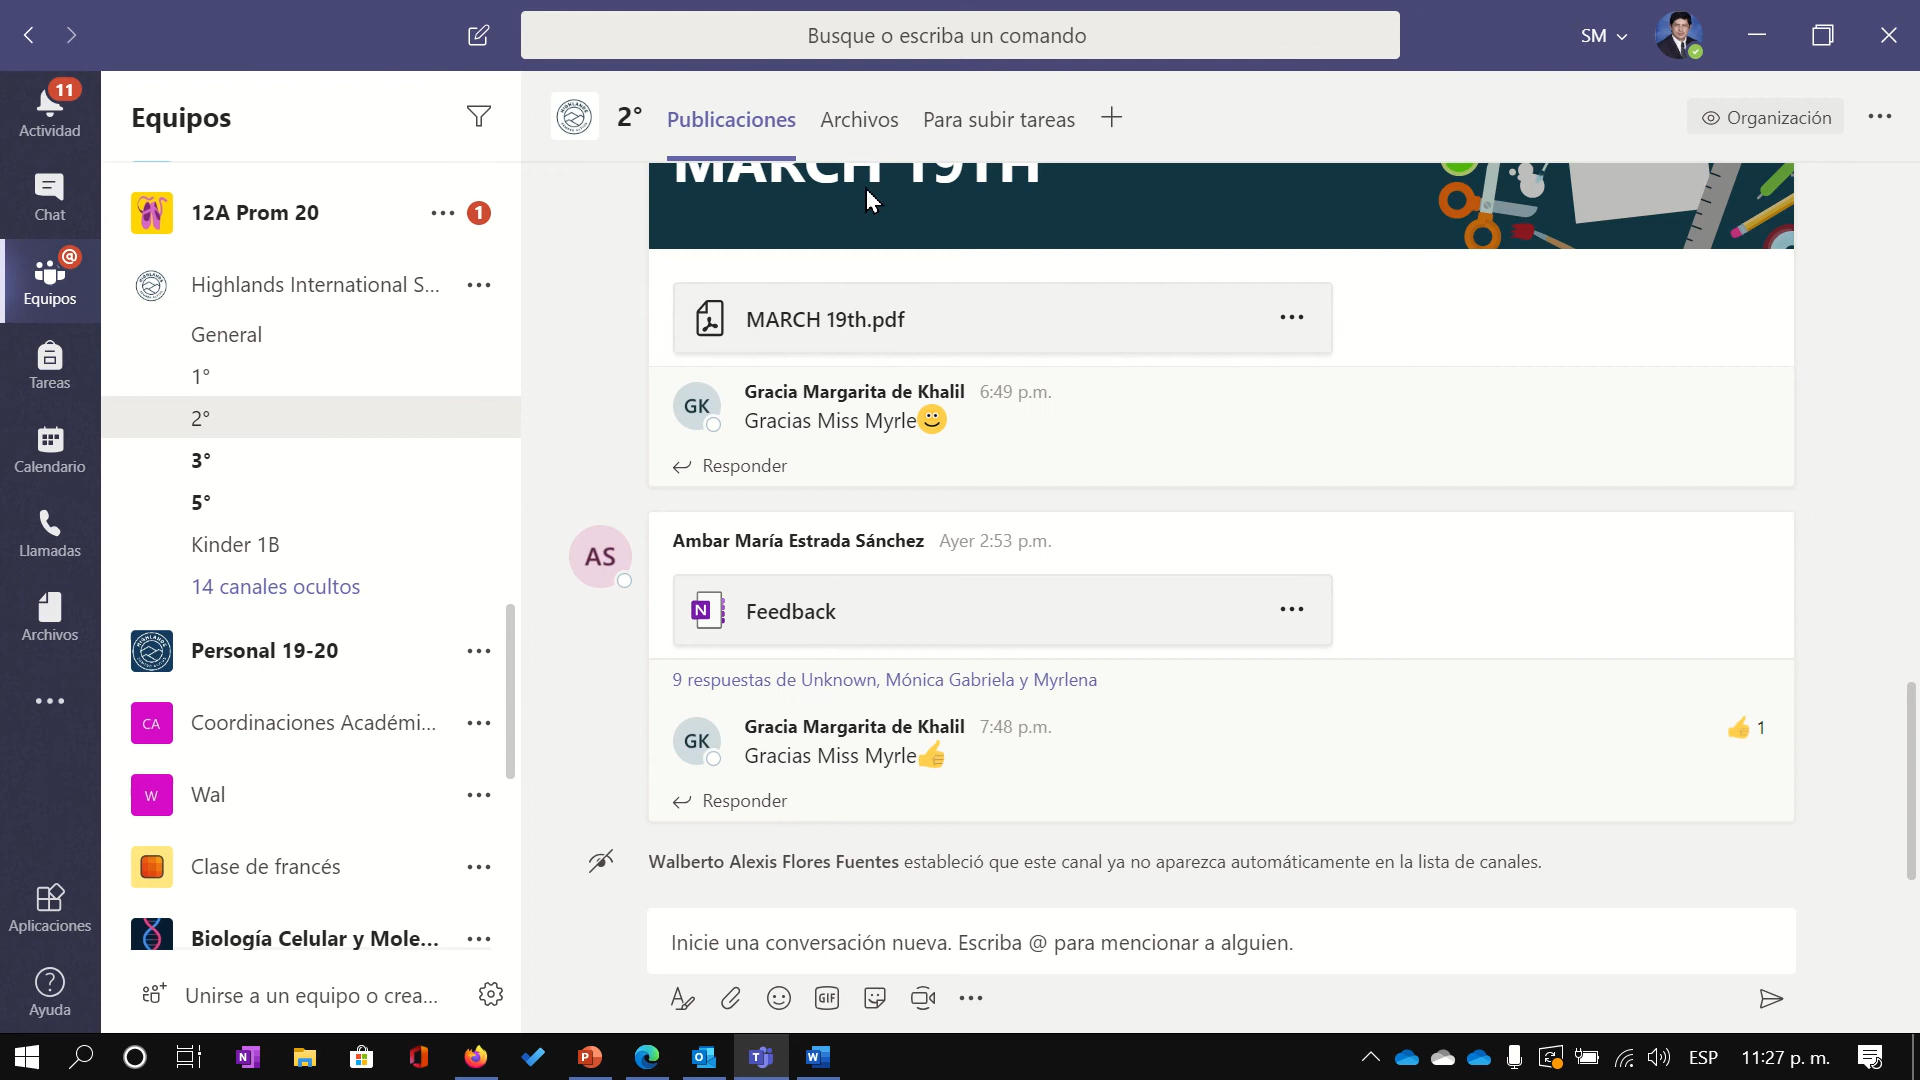 Busque o escriba un comando
SM
11
Actividad
Chat
@
Equipos
Tareas
Calendario
Llamadas
Archivos
Aplicaciones
Ayuda
Equipos
12A Prom 20
1
Highlands International S...
General
1°
2°
3°
5°
Kinder 1B
14 canales ocultos
Personal 19-20
CA
Coordinaciones Académi...
W
Wal
Clase de francés
Biología Celular y Mole...
Unirse a un equipo o crea...
2°
Publicaciones
Archivos
Para subir tareas
Organización
MARCH 19TH
MARCH 19th.pdf
GK
Gracia Margarita de Khalil 6:49 p.m.
Gracias Miss Myrle
Responder
AS
Ambar María Estrada Sánchez Ayer 2:53 p.m.
N
Feedback
9 respuestas de Unknown, Mónica Gabriela y Myrlena
GK
Gracia Margarita de Khalil 7:48 p.m.
1
Gracias Miss Myrle
Responder
Walberto Alexis Flores Fuentes estableció que este canal ya no aparezca automáticamente en la lista de canales.
Inicie una conversación nueva. Escriba @ para mencionar a alguien.
GIF
ESP
11:27 p. m.